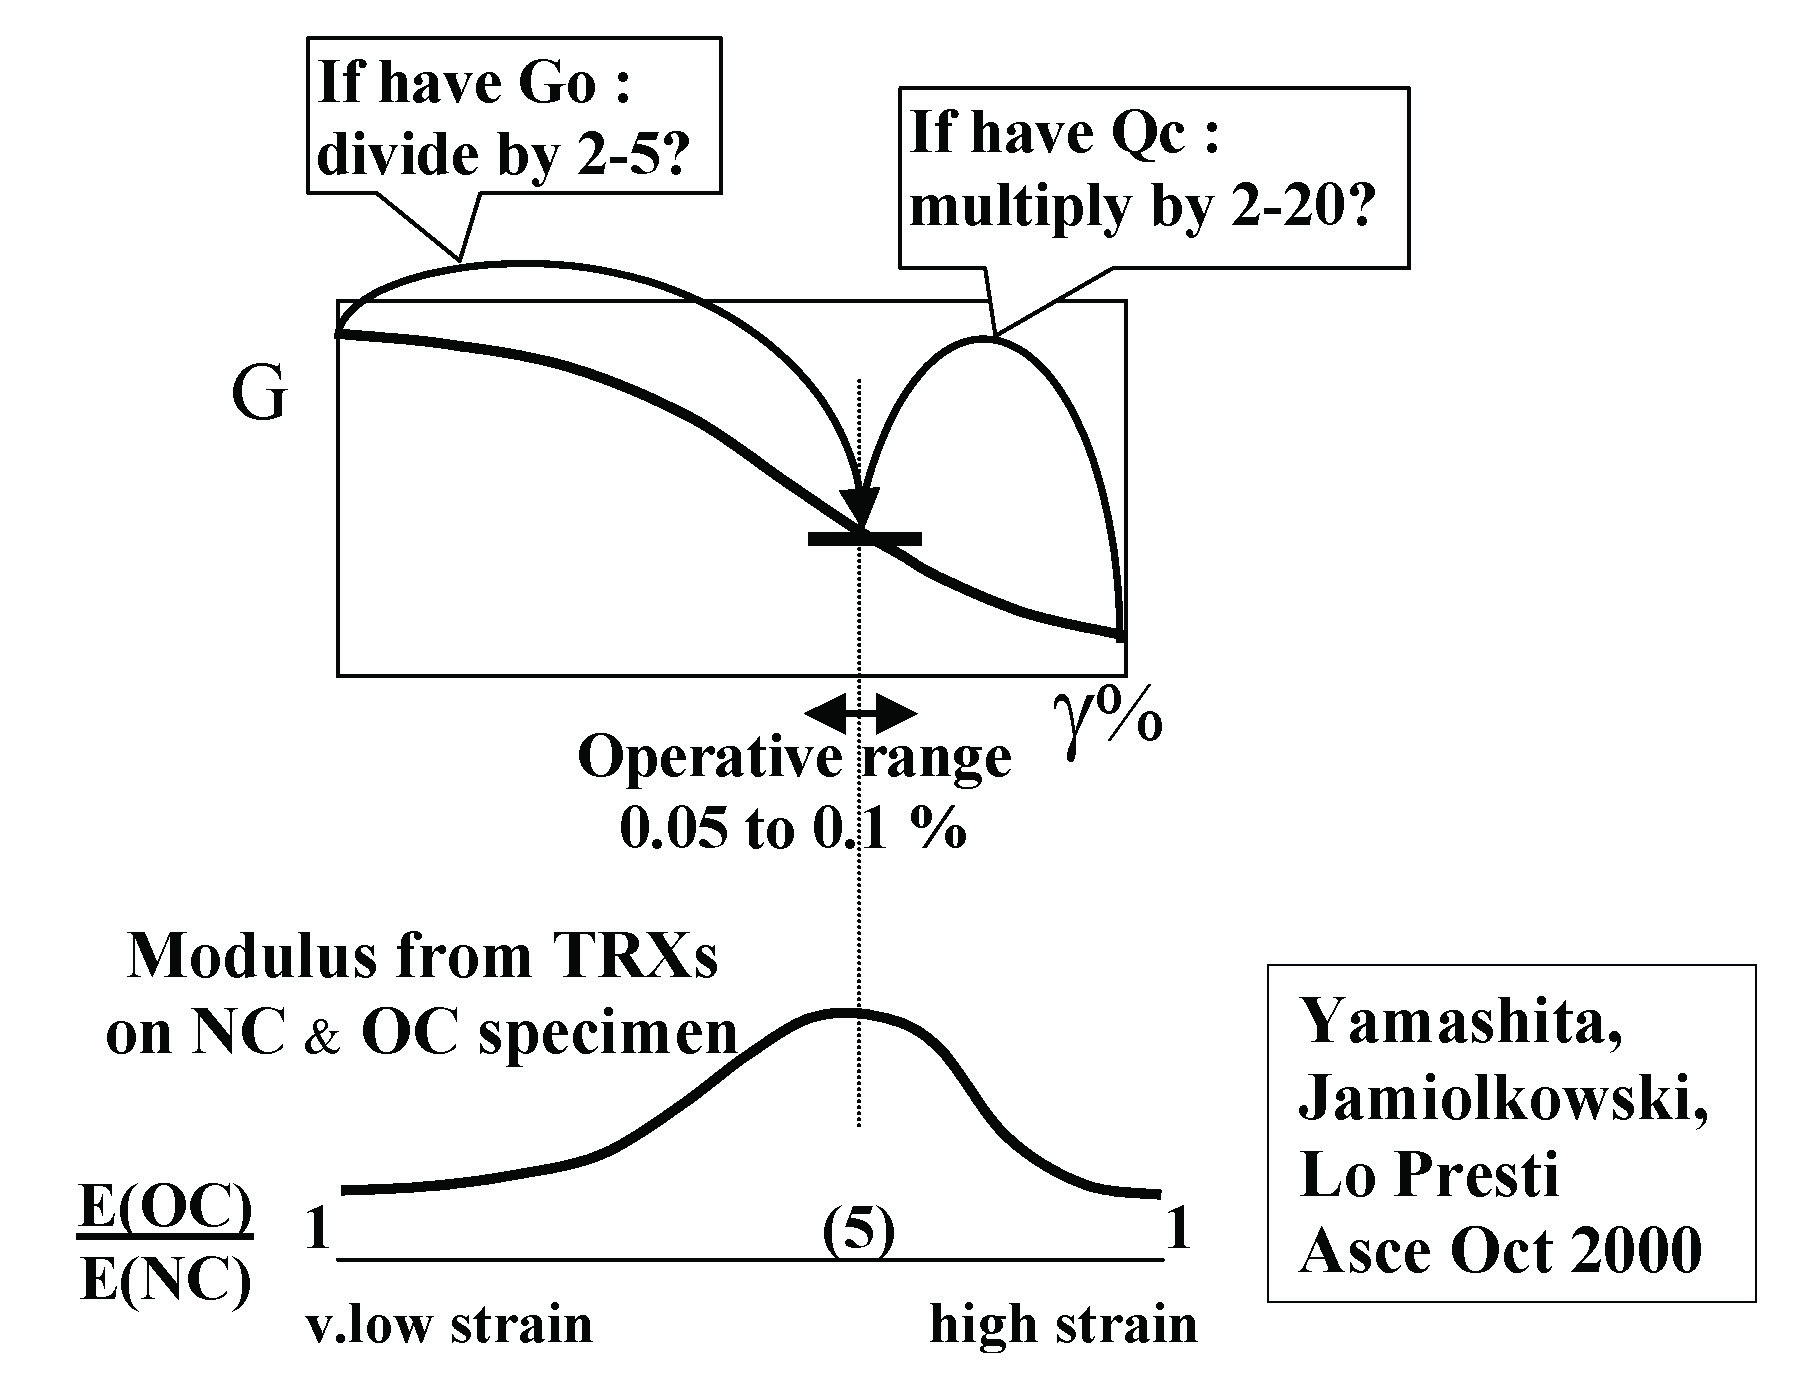 If have Go :
divide by 2-5?
If have Qc :
multiply by 2-20?
G
γ%
Operative range
0.05 to 0.1 %
Modulus from TRXs
on NC & OC specimen
E(OC)
E(NC)
1
(5)
1
v.low strain
high strain
Yamashita,
Jamiolkowski,
Lo Presti
Asce Oct 2000